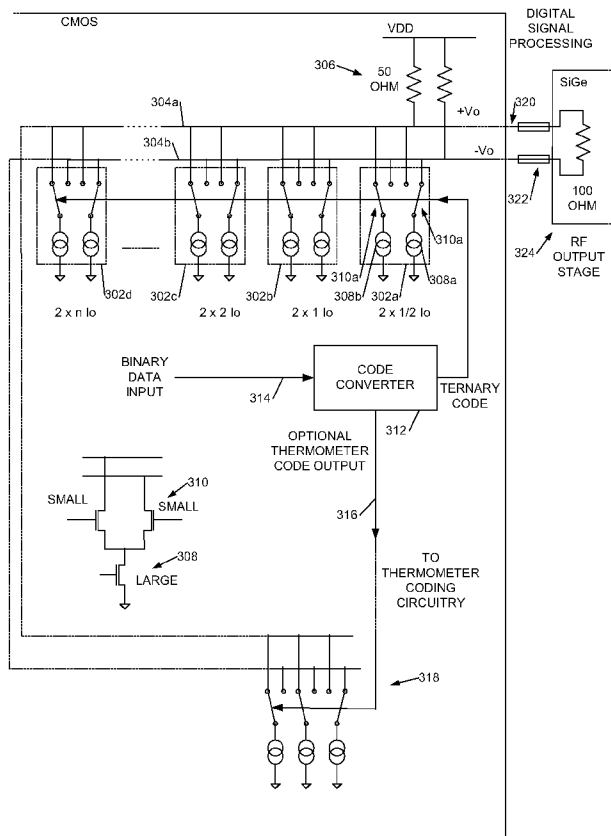 CMOS
DIGITAL
SIGNAL
PROCESSING
VDD
306
50
OHM
SiGe
304a
+Vo
320
304b
-Vo
100
OHM
322
324
RF
OUTPUT
STAGE
310a
310a
308b
302a
308a
302d
302c
302b
2 x n Io
2 x 2 Io
2 x 1 Io
2 x 1/2 Io
BINARY
DATA
INPUT
314
CODE
CONVERTER
TERNARY
CODE
312
OPTIONAL
THERMOMETER
CODE OUTPUT
316
SMALL
310
SMALL
308
LARGE
TO
THERMOMETER
CODING
CIRCUITRY
318